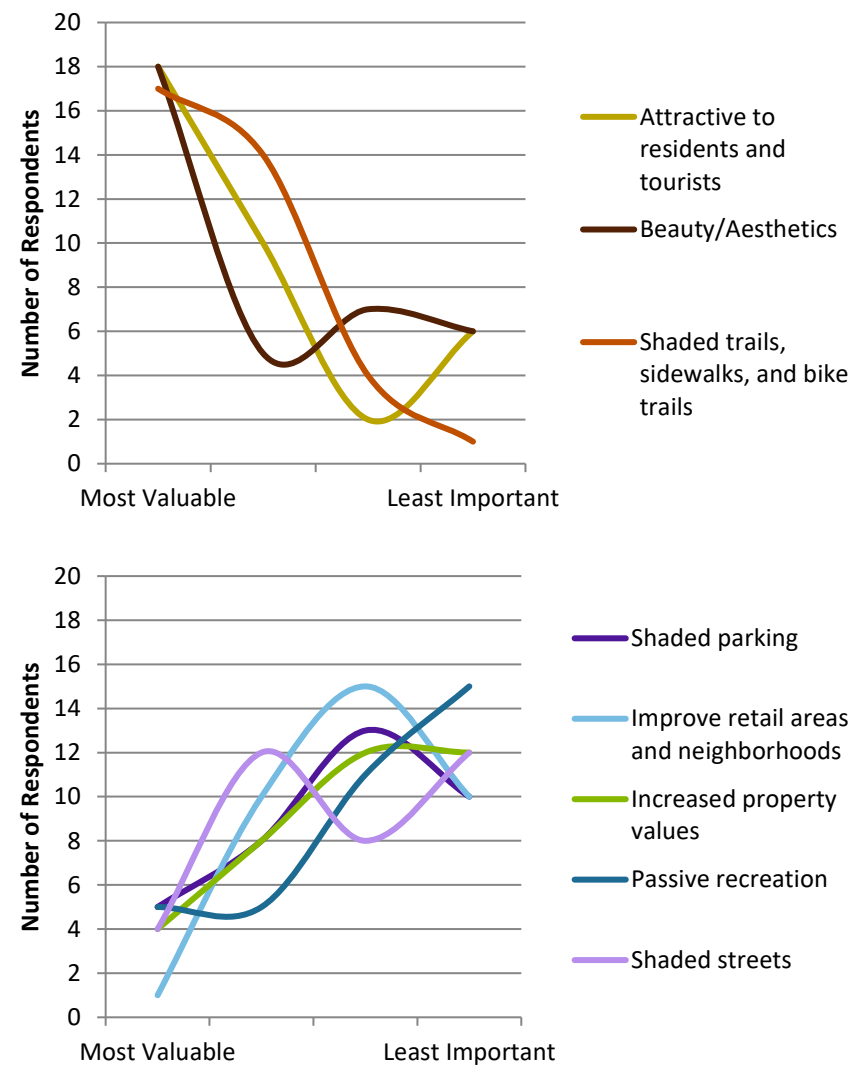 20
18
16
14
12
10
8
6
4
2
0
Number of Respondents
Most Valuable
Least Important
Attractive to
residents and
tourists
Beauty/Aesthetics
Shaded trails,
sidewalks, and bike
trails
20
18
16
14
12
10
8
6
4
2
0
Number of Respondents
Most Valuable
Least Important
Shaded parking
Improve retail areas
and neighborhoods
Increased property
values
Passive recreation
Shaded streets